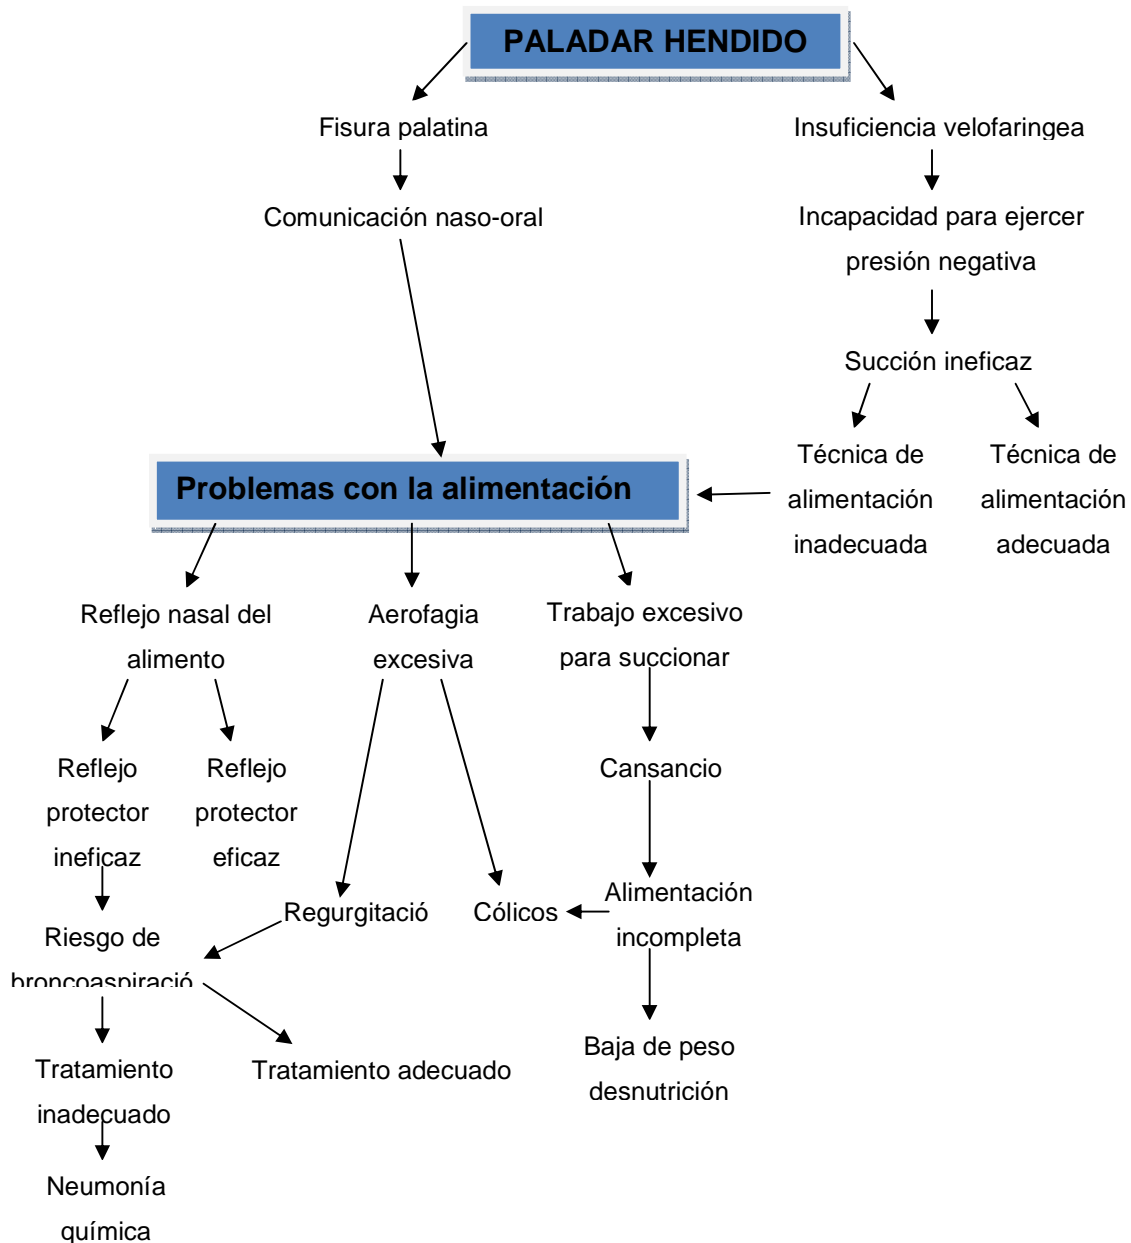 PALADAR HENDIDO
Fisura palatina
Insuficiencia velofaringea
Comunicación naso-oral
Incapacidad para ejercer
presión negativa
Succión ineficaz
Técnica de
alimentación
inadecuada
Técnica de
alimentación
adecuada
Problemas con la alimentación
Reflejo nasal del
alimento
Aerofagia
excesiva
Trabajo excesivo
para succionar
Reflejo
protector
ineficaz
Reflejo
protector
eficaz
Cansancio
Regurgitació
Cólicos
Alimentación
incompleta
Riesgo de
broncoaspiració
Baja de peso
desnutrición
Tratamiento
inadecuado
Tratamiento adecuado
Neumonía
química